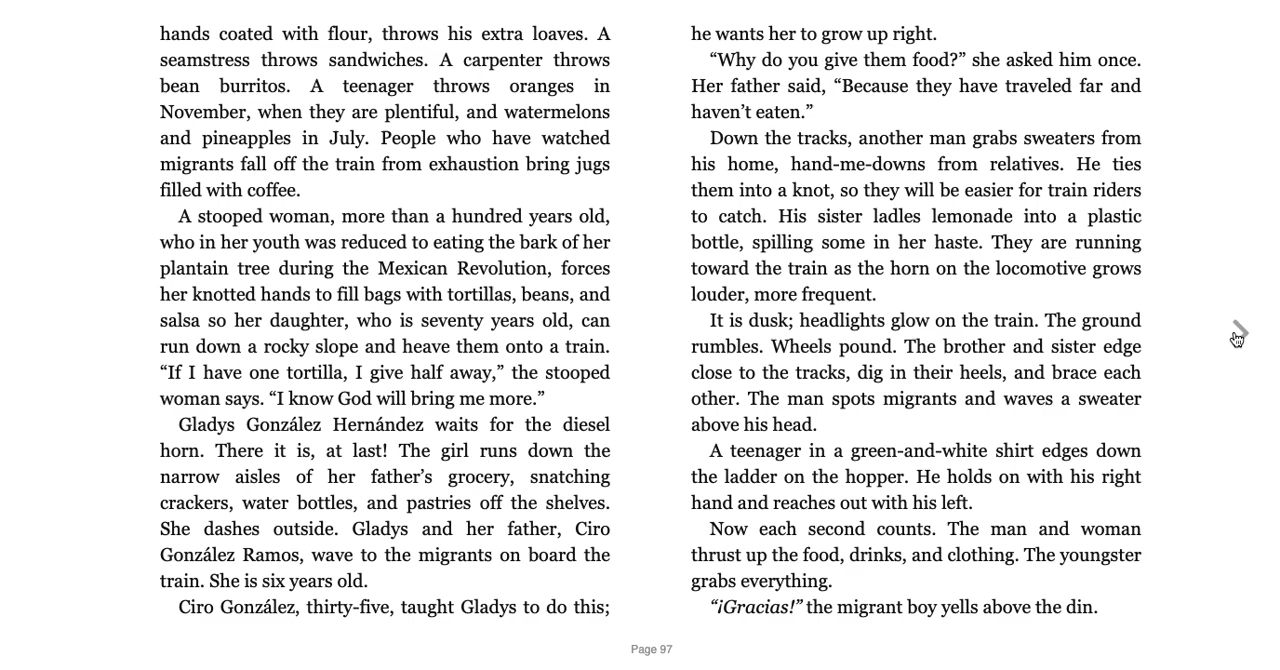 hands coated with flour, throws his extra loaves. A
seamstress throws sandwiches. A carpenter throws
bean burritos. A teenager throws oranges in
November, when they are plentiful, and watermelons
and pineapples in July. People who have watched
migrants fall off the train from exhaustion bring jugs
filled with coffee.
A stooped woman, more than a hundred years old,
who in her youth was reduced to eating the bark of her
plantain tree during the Mexican Revolution, forces
her knotted hands to fill bags with tortillas, beans, and
salsa so her daughter, who is seventy years old, can
run down a rocky slope and heave them onto a train.
“If I have one tortilla, I give half away,” the stooped
woman says. “I know God will bring me more.”
Gladys González Hernández waits for the diesel
horn. There it is, at last! The girl runs down the
narrow aisles of her father’s grocery, snatching
crackers, water bottles, and pastries off the shelves.
She dashes outside. Gladys and her father, Ciro
González Ramos, wave to the migrants on board the
train. She is six years old.
Ciro González, thirty-five, taught Gladys to do this;
he wants her to grow up right.
“Why do you give them food?” she asked him once.
Her father said, “Because they have traveled far and
haven’t eaten.”
Down the tracks, another man grabs sweaters from
his home, hand-me-downs from relatives. He ties
them into a knot, so they will be easier for train riders
to catch. His sister ladles lemonade into a plastic
bottle, spilling some in her haste. They are running
toward the train as the horn on the locomotive grows
louder, more frequent.
It is dusk; headlights glow on the train. The ground
rumbles. Wheels pound. The brother and sister edge
close to the tracks, dig in their heels, and brace each
other. The man spots migrants and waves a sweater
above his head.
A teenager in a green-and-white shirt edges down
the ladder on the hopper. He holds on with his right
hand and reaches out with his left.
Now each second counts. The man and woman
thrust up the food, drinks, and clothing. The youngster
grabs everything.
“¡Gracias!” the migrant boy yells above the din.
Page 97